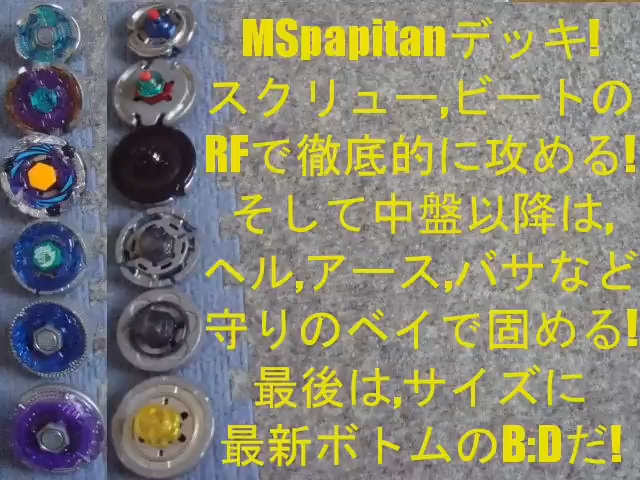 MSpapitanデッキ!
スクリュー,ビートの
RFで徹底的に攻める!
そして中盤以降は,
ヘル,アース,バサなど
守りのベイで固める!
最後は,サイズに
最新ボトムのB:Dだ!